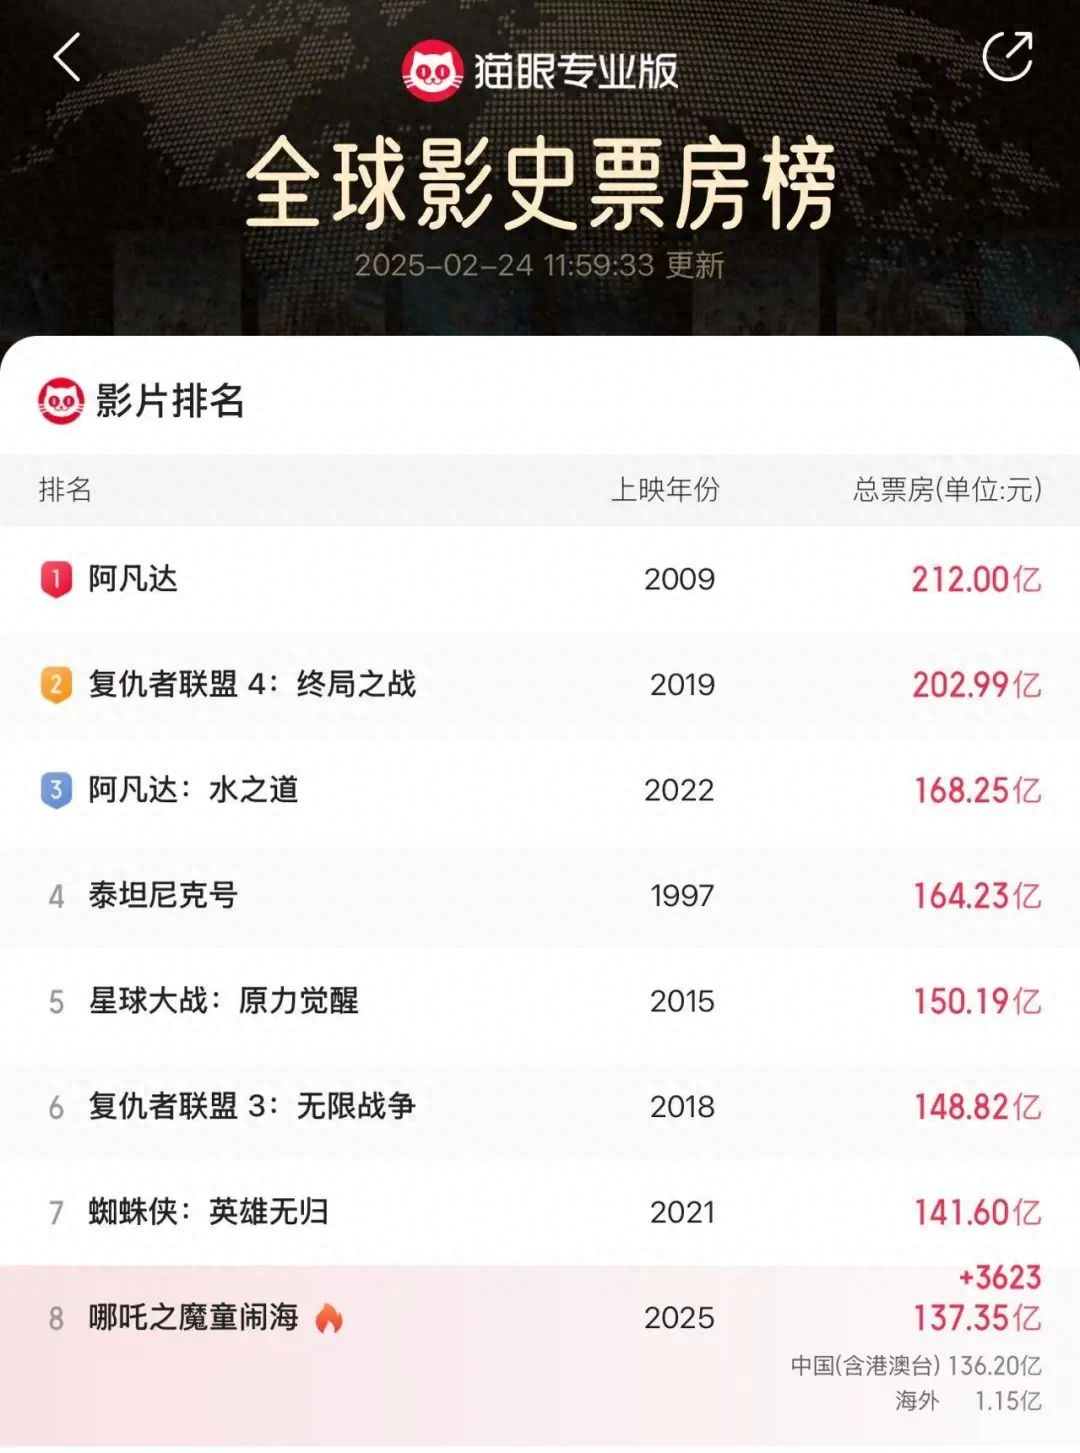 猫眼专业版
全球影史票房榜
2025-02-24 11:59:33 更新
影片排名
排名 上映年份 总票房(单位:元)
1 阿凡达 2009 212.00亿
2 复仇者联盟 4：终局之战 2019 202.99亿
3 阿凡达：水之道 2022 168.25亿
4 泰坦尼克号 1997 164.23亿
5 星球大战：原力觉醒 2015 150.19亿
6 复仇者联盟 3：无限战争 2018 148.82亿
7 蜘蛛侠：英雄无归 2021 141.60亿
+3623
8 哪吒之魔童闹海 2025 137.35亿
中国(含港澳台) 136.20亿
海外 1.15亿